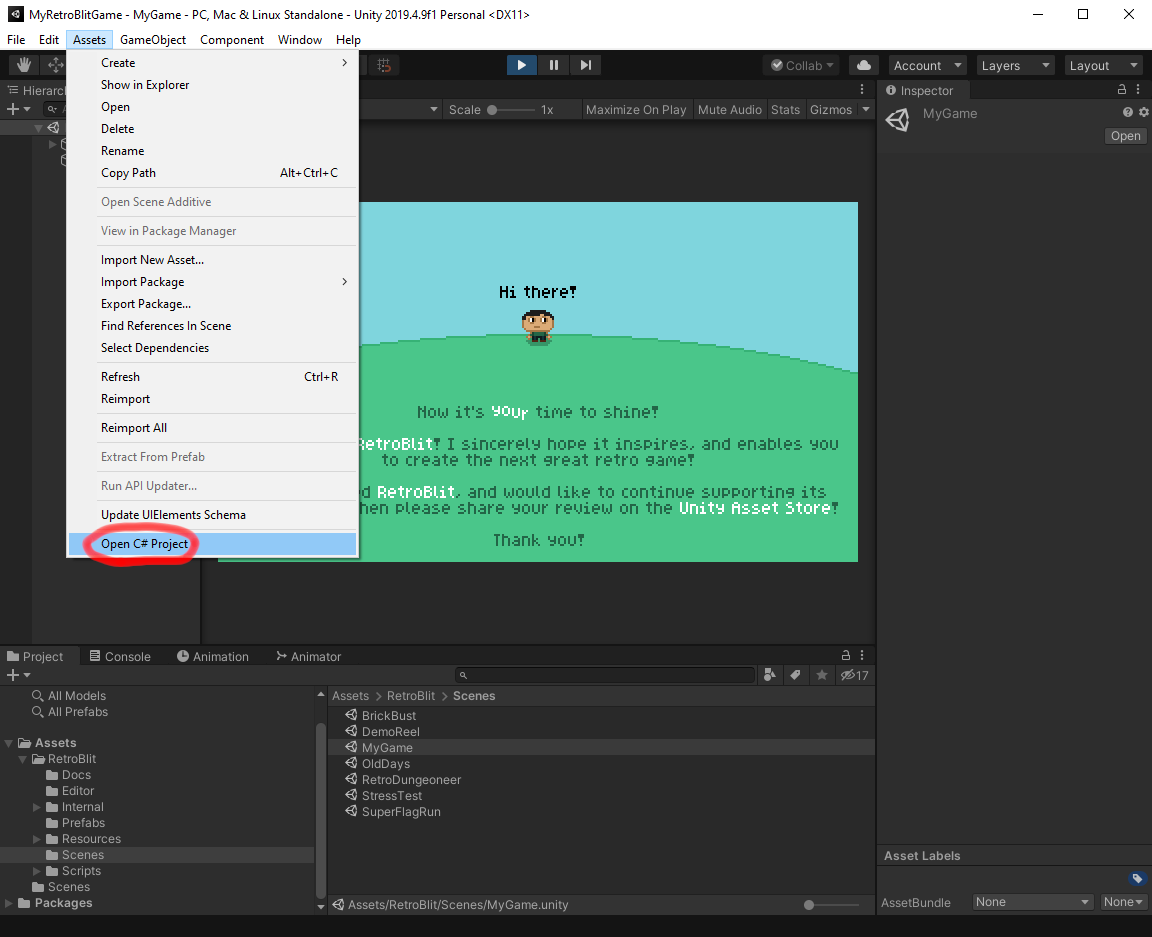 MyRetroBlitGame - MyGame - PC, Mac & Linux Standalone - Unity 2019.4.9f1 Personal <DX11>
File Edit Assets GameObject Component Window Help
Collab Account Layers Layout
Create
Show in Explorer
Open
Delete
Rename
Copy Path Alt+Ctrl+C
Open Scene Additive
View in Package Manager
Import New Asset...
Import Package
Export Package...
Find References In Scene
Select Dependencies
Refresh Ctrl+R
Reimport
Reimport All
Extract From Prefab
Run API Updater...
Update UIElements Schema
Open C# Project
Hierarch
Scale 1x Maximize On Play Mute Audio Stats Gizmos
Hi there!
Now it's your time to shine!
RetroBlit! I sincerely hope it inspires, and enables you
to create the next great retro game!
d RetroBlit, and would like to continue supporting its
hen please share your review on the Unity Asset Store!
Thank you!
Inspector
MyGame
Open
Project Console Animation Animator
17
All Models
All Prefabs
Assets
RetroBlit
Docs
Editor
Internal
Prefabs
Resources
Scenes
Scripts
Scenes
Packages
Assets > RetroBlit > Scenes
BrickBust
DemoReel
MyGame
OldDays
RetroDungeoneer
StressTest
SuperFlagRun
Assets/RetroBlit/Scenes/MyGame.unity
Asset Labels
AssetBundle None None